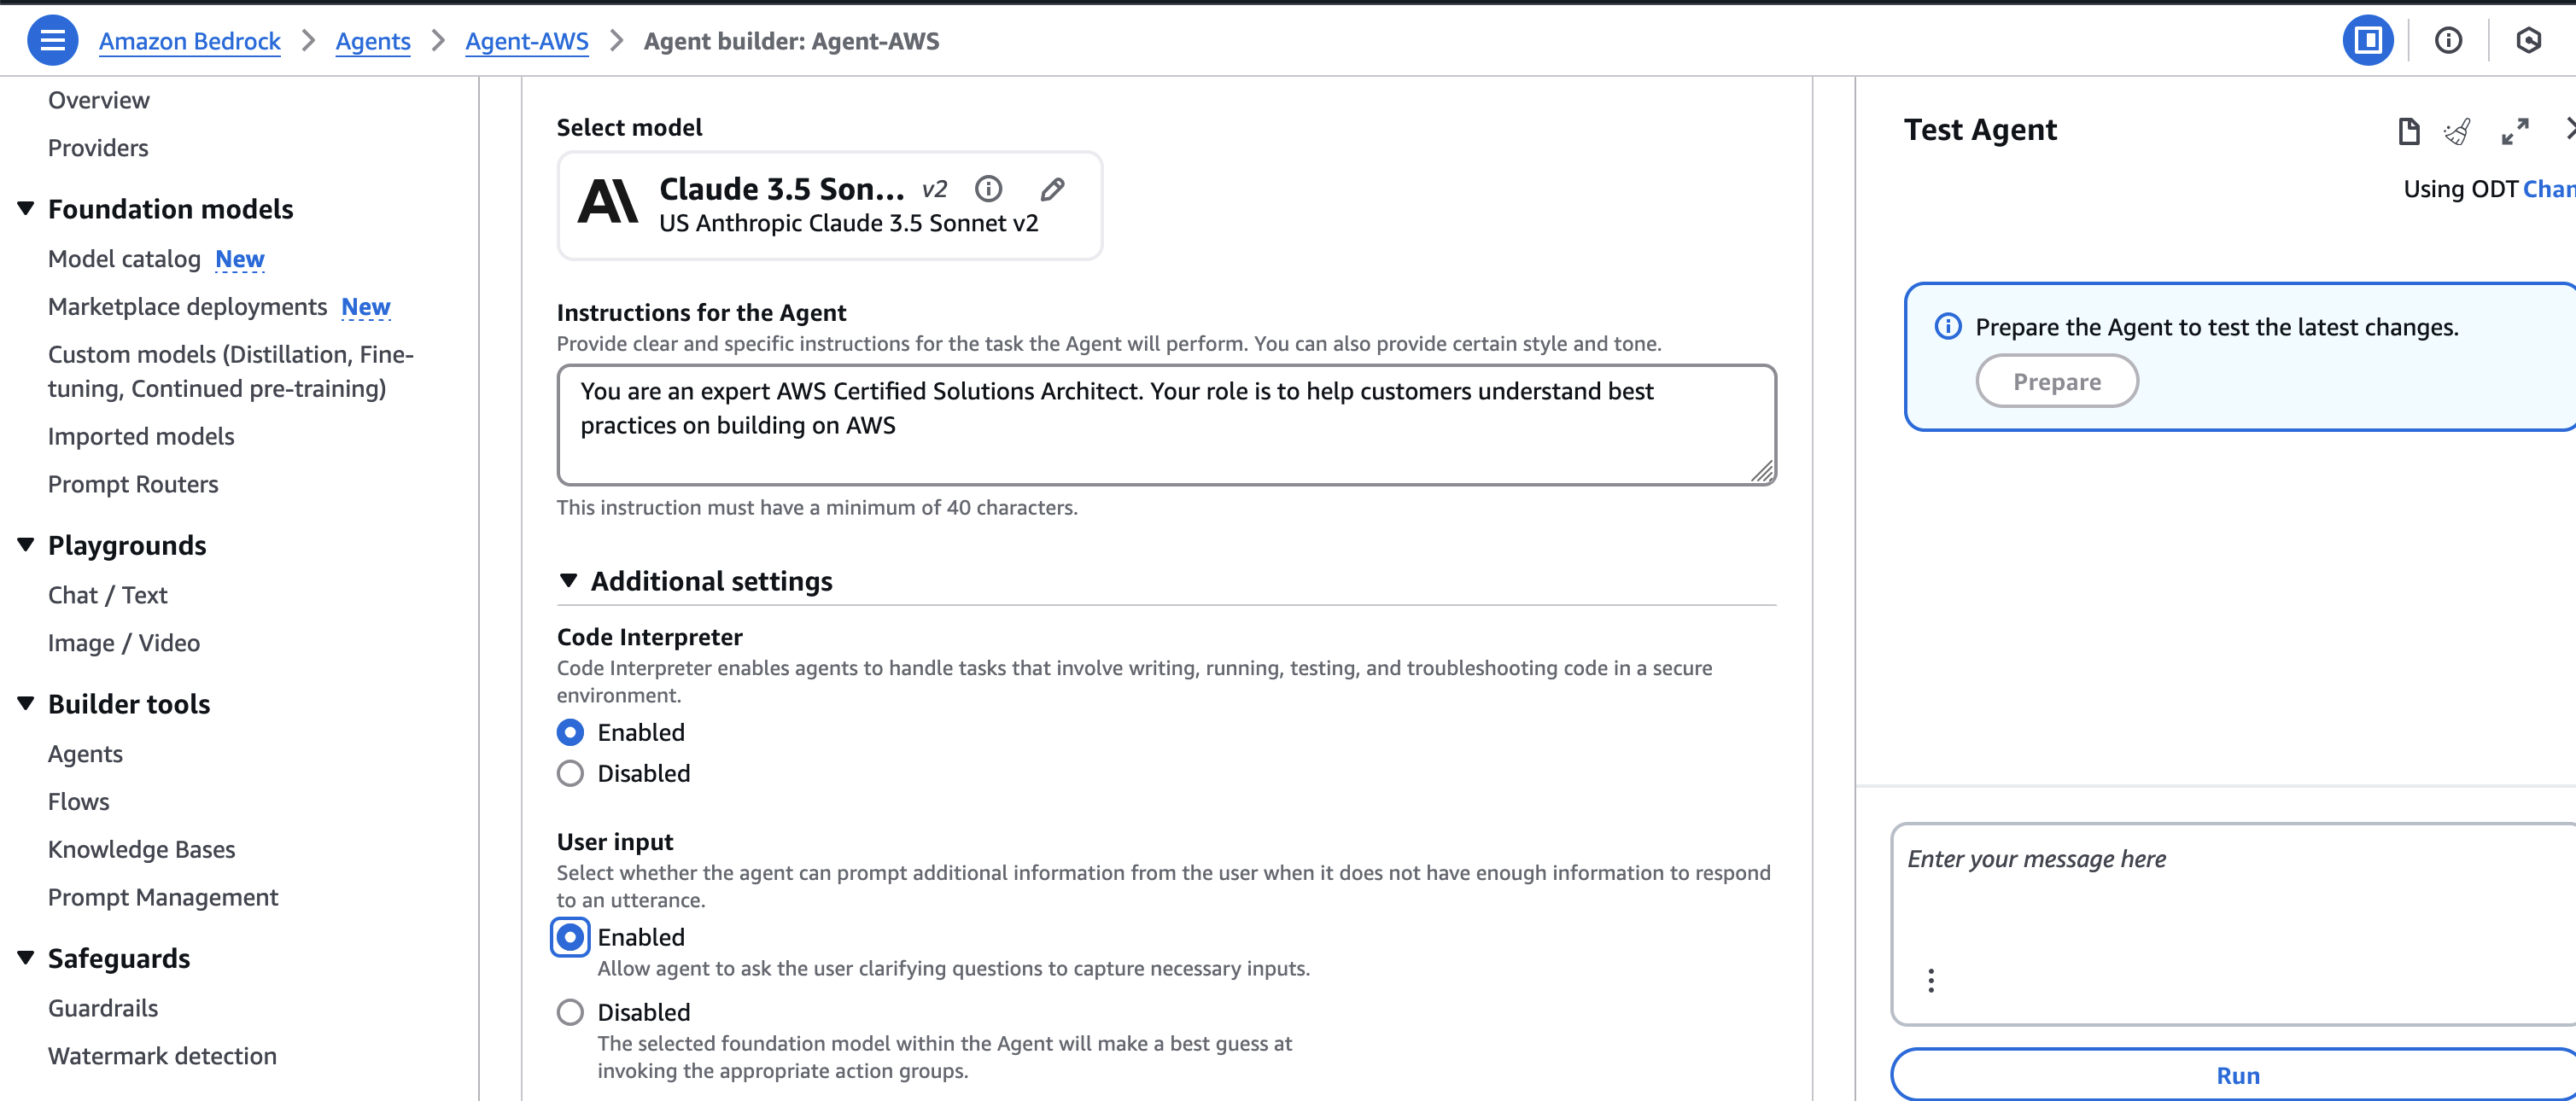 Amazon Bedrock > Agents > Agent-AWS > Agent builder: Agent-AWS
Overview
Providers
Foundation models
Model catalog New
Marketplace deployments New
Custom models (Distillation, Fine-
tuning, Continued pre-training)
Imported models
Prompt Routers
Playgrounds
Chat / Text
Image / Video
Builder tools
Agents
Flows
Knowledge Bases
Prompt Management
Safeguards
Guardrails
Watermark detection
Select model
Claude 3.5 Son... v2
US Anthropic Claude 3.5 Sonnet v2
Instructions for the Agent
Provide clear and specific instructions for the task the Agent will perform. You can also provide certain style and tone.
You are an expert AWS Certified Solutions Architect. Your role is to help customers understand best
practices on building on AWS
This instruction must have a minimum of 40 characters.
Additional settings
Code Interpreter
Code Interpreter enables agents to handle tasks that involve writing, running, testing, and troubleshooting code in a secure
environment.
Enabled
Disabled
User input
Select whether the agent can prompt additional information from the user when it does not have enough information to respond
to an utterance.
Enabled
Allow agent to ask the user clarifying questions to capture necessary inputs.
Disabled
The selected foundation model within the Agent will make a best guess at
invoking the appropriate action groups.
Test Agent
Using ODT Chan
Prepare the Agent to test the latest changes.
Prepare
Enter your message here
Run